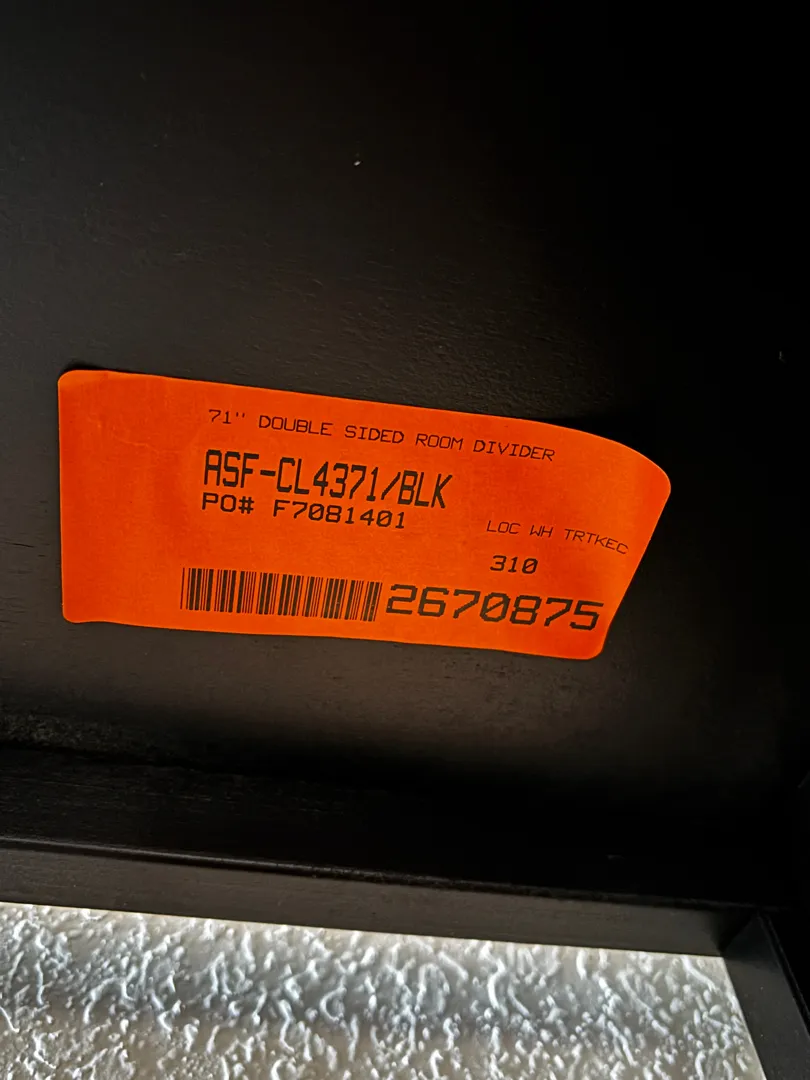 71" DOUBLE SIDED ROOM DIVIDER
ASF-CL4371/BLK
PO# F7081401
LOC WH TRTKEC
310
2670875